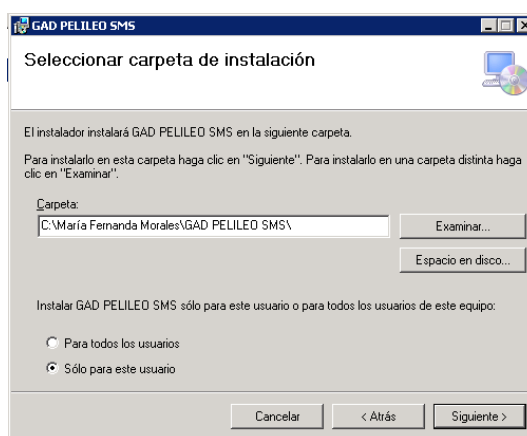 GAD PELILEO SMS
Seleccionar carpeta de instalación
El instalador instalará GAD PELILEO SMS en la siguiente carpeta.
Para instalarlo en esta carpeta haga clic en "Siguiente". Para instalarlo en una carpeta distinta haga
clic en "Examinar".
Carpeta:
C:\María Fernanda Morales\GAD PELILEO SMS\
Examinar...
Espacio en disco...
Instalar GAD PELILEO SMS sólo para este usuario o para todos los usuarios de este equipo:
Para todos los usuarios
Sólo para este usuario
Cancelar
< Atrás
Siguiente >